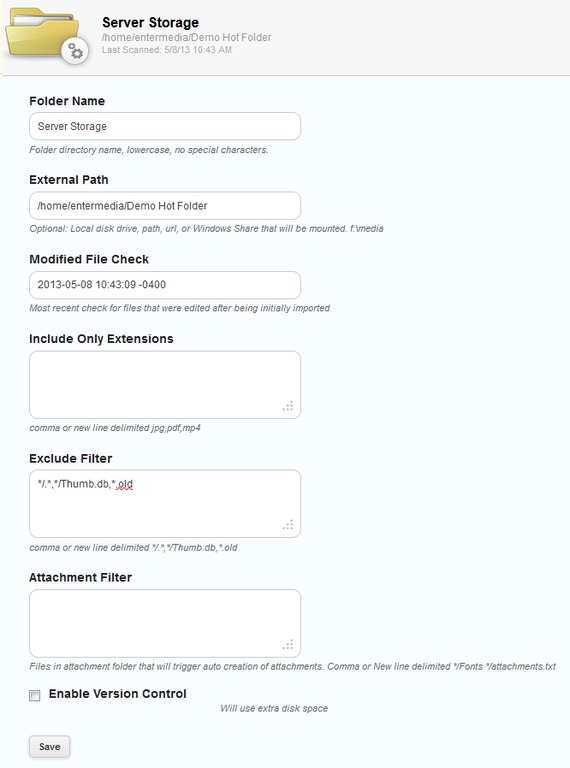 Server Storage
/home/entermedia/Demo Hot Folder
Last Scanned: 5/8/13 10:43 AM
Folder Name
Server Storage
Folder directory name, lowercase, no special characters.
External Path
/home/entermedia/Demo Hot Folder
Optional: Local disk drive, path, url, or Windows Share that will be mounted. f:\media
Modified File Check
2013-05-08 10:43:09 -0400
Most recent check for files that were edited after being initially imported
Include Only Extensions
comma or new line delimited jpg,pdf,mp4
Exclude Filter
*/.*,*/Thumb.db,*.old
comma or new line delimited */.*,*/Thumb.db,*.old
Attachment Filter
Files in attachment folder that will trigger auto creation of attachments. Comma or New line delimited */Fonts */attachments.txt
Enable Version Control
Will use extra disk space
Save